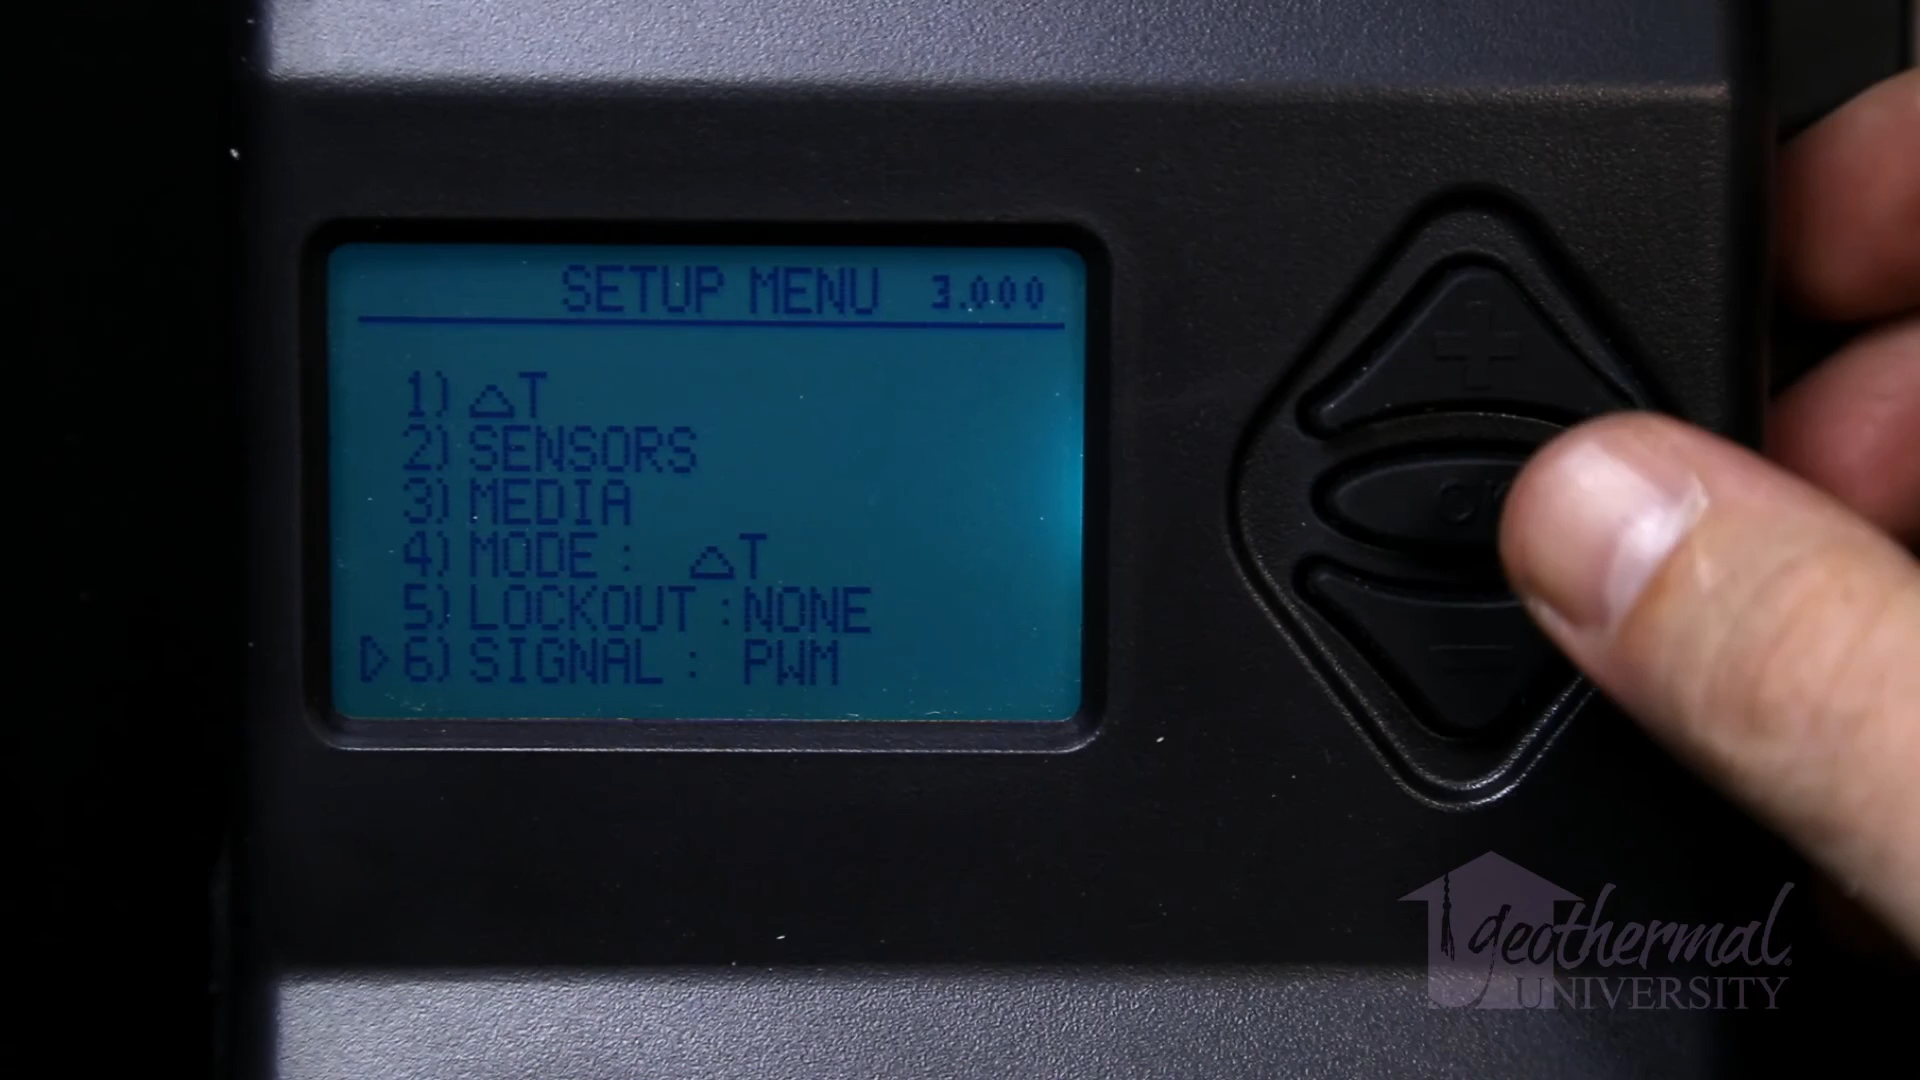 SETUP MENU 3.000
1) △T
2) SENSORS
3) MEDIA
4) MODE: △T
5) LOCKOUT :NONE
▷ 6) SIGNAL: PWM
geothermal
UNIVERSITY